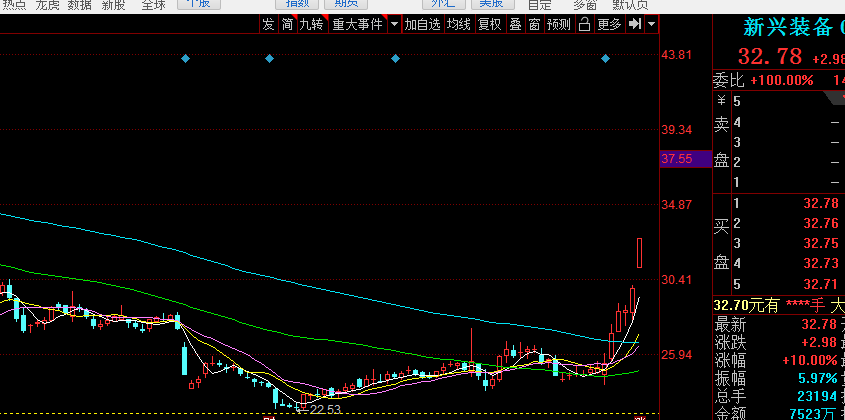 热点 龙虎 数据 新股 全球 个股 指数 期货 外汇 美股 自定 多窗 默认页
发 简 九转 重大事件 加自选 均线 复权 叠 窗 预测 更多
43.81
39.34
37.55
34.87
30.41
25.94
←22.53
新兴装备
32.78 +2.98
委比 +100.00% 14
卖盘
¥ 5
4 —
3 —
2 —
1 —
买盘
1 32.78
2 32.76
3 32.75
4 32.73
5 32.71
32.70元有 ****手 大
最新 32.78
涨跌 +2.98
涨幅 +10.00%
振幅 5.97%
总手 23194
金额 7523万